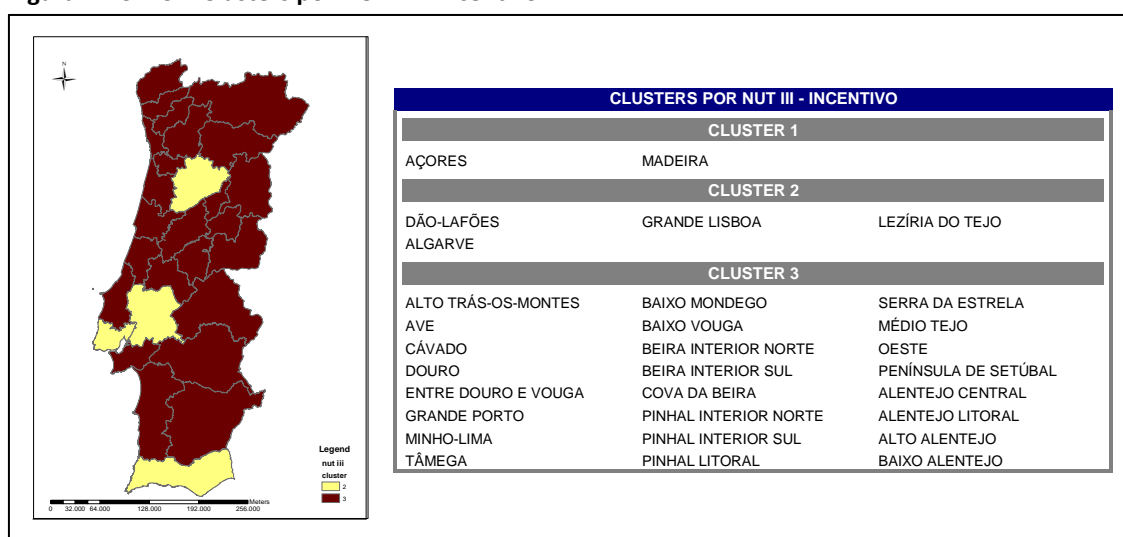 N
Legend
nut iii
cluster
2
3
Meters
0 32.000 64.000 128.000 192.000 256.000
CLUSTERS POR NUT III - INCENTIVO
CLUSTER 1
AÇORES MADEIRA
CLUSTER 2
DÃO-LAFÕES GRANDE LISBOA LEZÍRIA DO TEJO
ALGARVE
CLUSTER 3
ALTO TRÁS-OS-MONTES BAIXO MONDEGO SERRA DA ESTRELA
AVE BAIXO VOUGA MÉDIO TEJO
CÁVADO BEIRA INTERIOR NORTE OESTE
DOURO BEIRA INTERIOR SUL PENÍNSULA DE SETÚBAL
ENTRE DOURO E VOUGA COVA DA BEIRA ALENTEJO CENTRAL
GRANDE PORTO PINHAL INTERIOR NORTE ALENTEJO LITORAL
MINHO-LIMA PINHAL INTERIOR SUL ALTO ALENTEJO
TÂMEGA PINHAL LITORAL BAIXO ALENTEJO